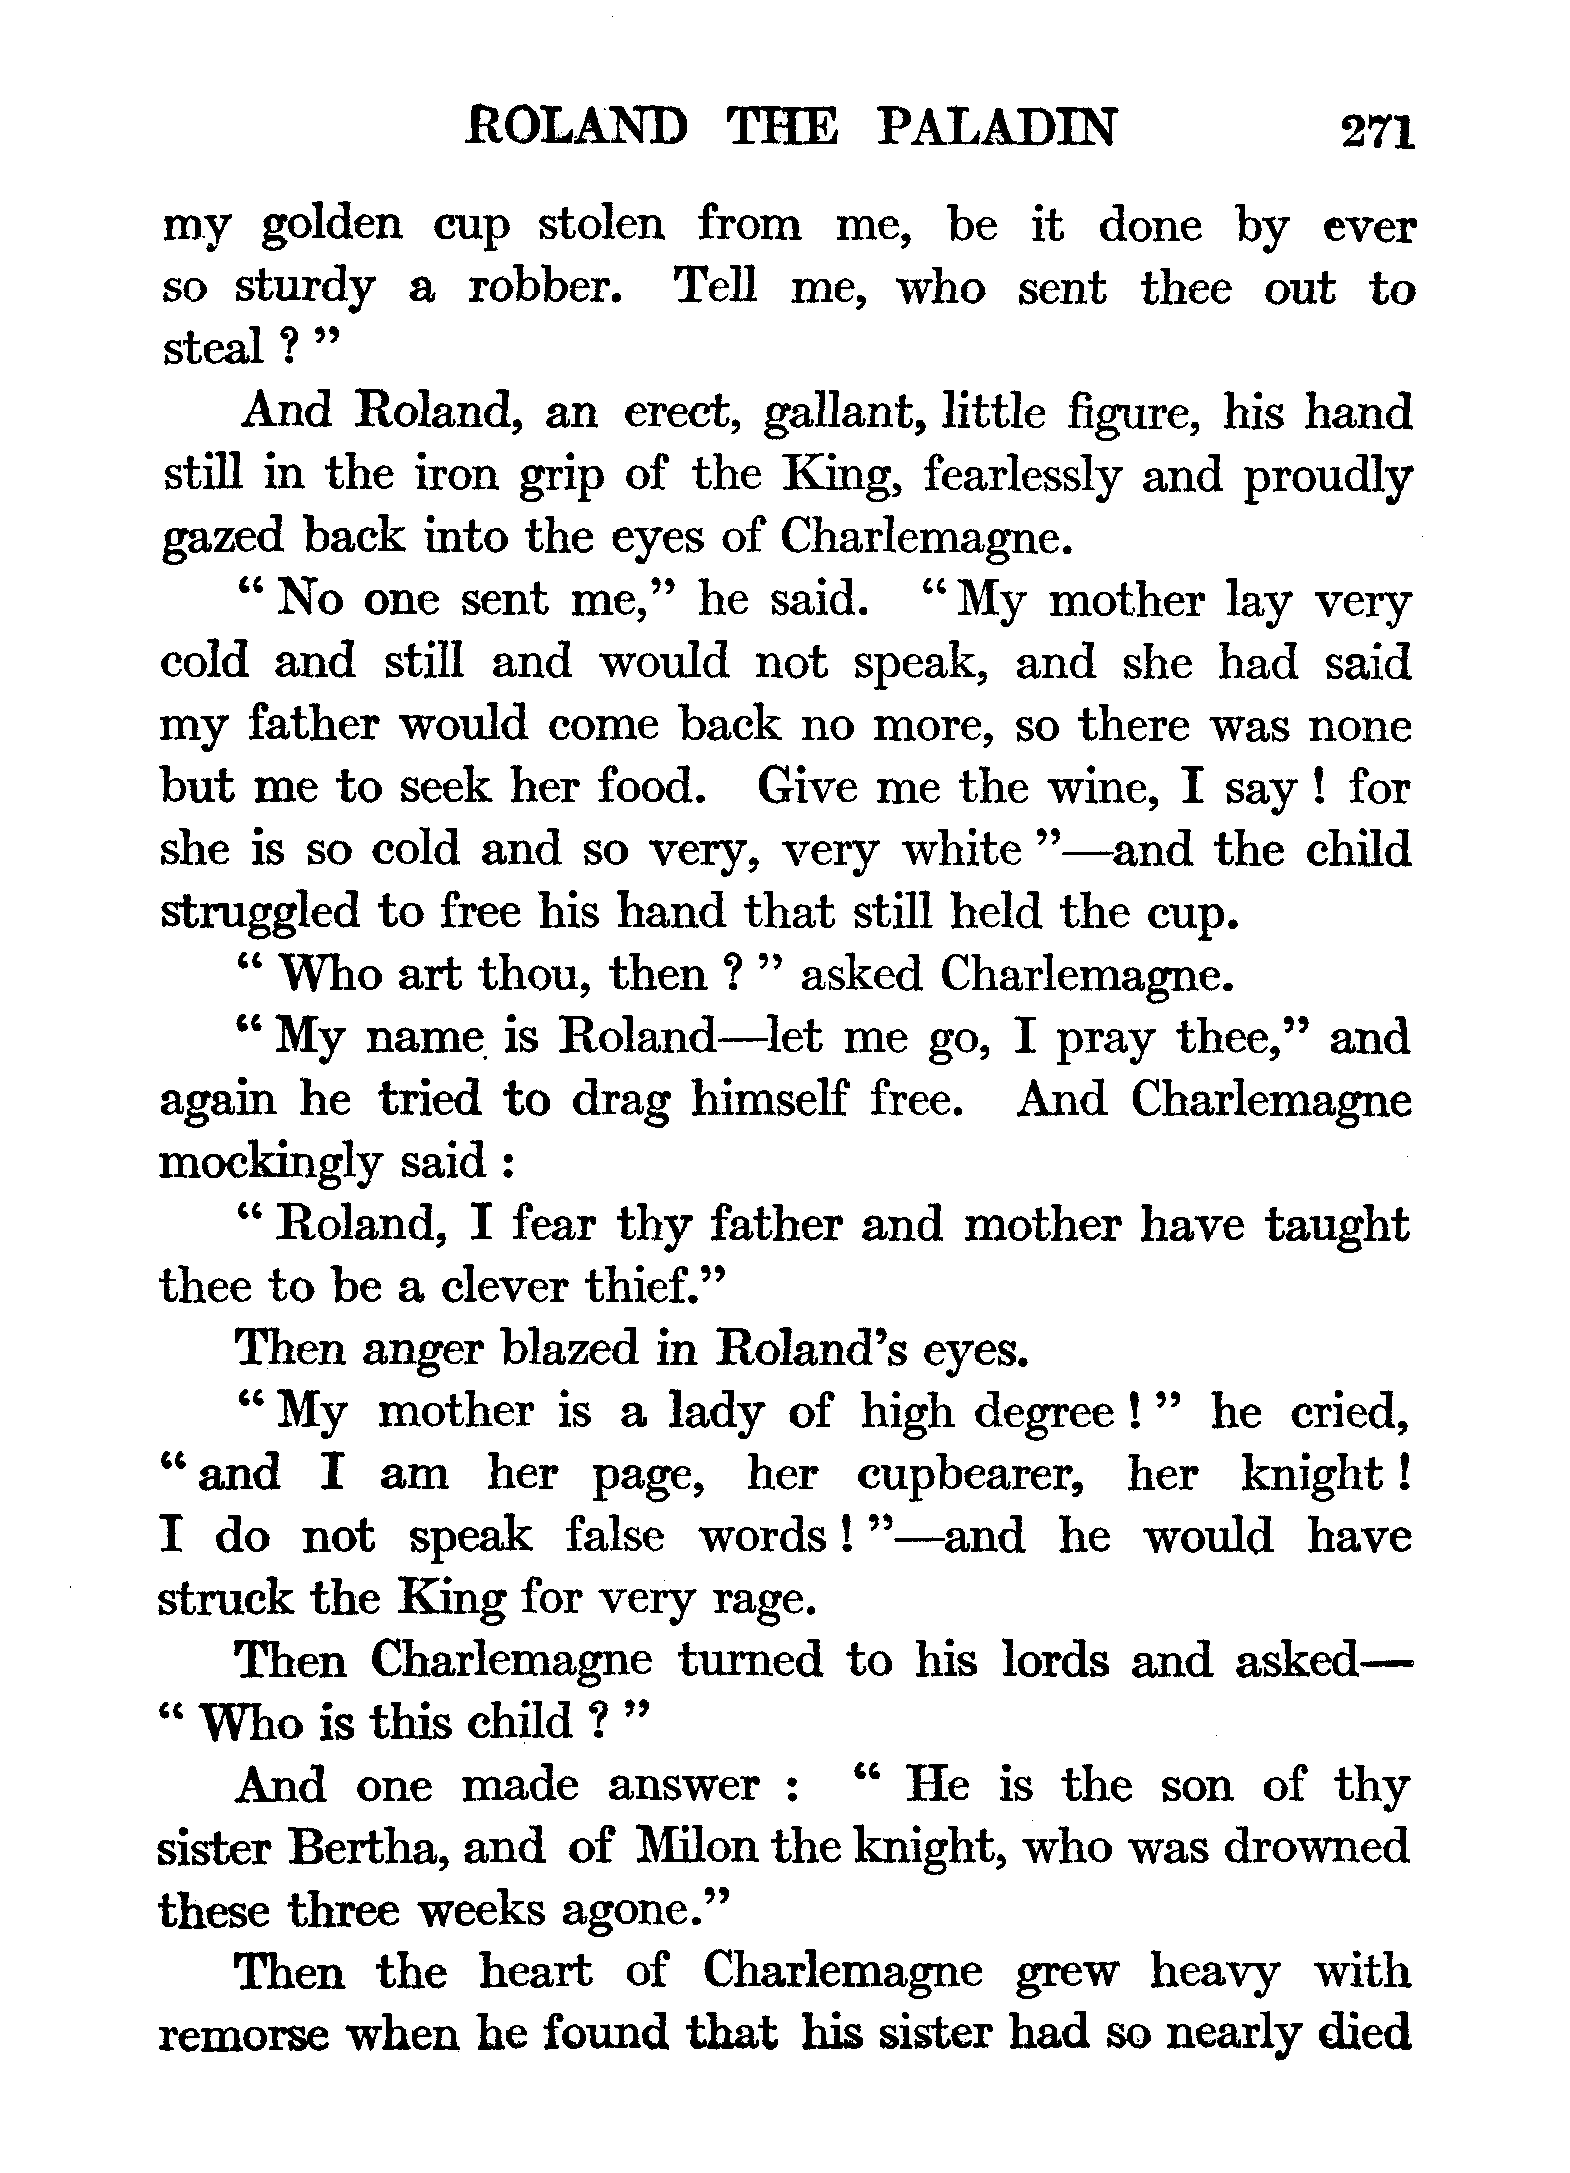 ROLAND THE PALADIN 271
my golden cup stolen from me, be it done by ever
so sturdy a robber. Tell me, who sent thee out to
steal ? ”
And Roland, an erect, gallant, little figure, his hand
still in the iron grip of the King, fearlessly and proudly
gazed back into the eyes of Charlemagne.
“ No one sent me,” he said. “ My mother lay very
cold and still and would not speak, and she had said
my father would come back no more, so there was none
but me to seek her food. Give me the wine, I say ! for
she is so cold and so very, very white ”—and the child
struggled to free his hand that still held the cup.
“ Who art thou, then ? ” asked Charlemagne.
“ My name is Roland—let me go, I pray thee,” and
again he tried to drag himself free. And Charlemagne
mockingly said :
“ Roland, I fear thy father and mother have taught
thee to be a clever thief.”
Then anger blazed in Roland’s eyes.
“ My mother is a lady of high degree ! ” he cried,
“ and I am her page, her cupbearer, her knight !
I do not speak false words ! ”—and he would have
struck the King for very rage.
Then Charlemagne turned to his lords and asked—
“ Who is this child ? ”
And one made answer : “ He is the son of thy
sister Bertha, and of Milon the knight, who was drowned
these three weeks agone.”
Then the heart of Charlemagne grew heavy with
remorse when he found that his sister had so nearly died